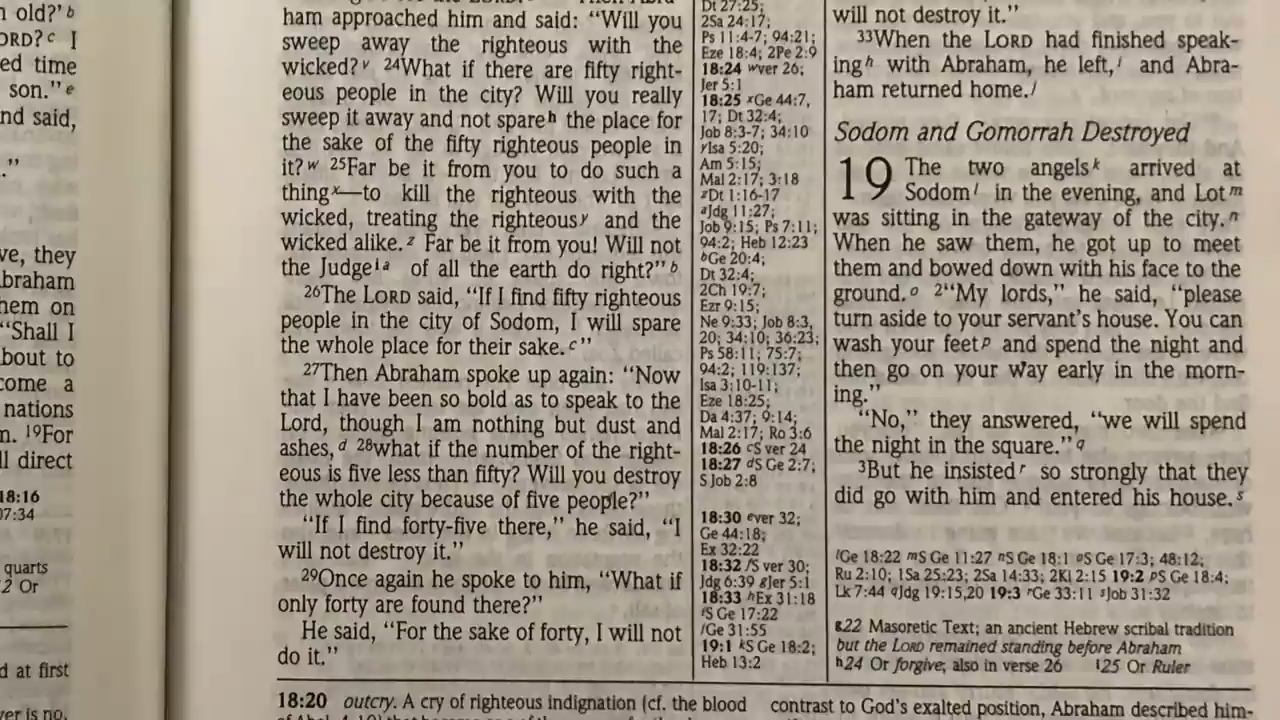 n old?' b
ORD? c I
ed time
son." e
nd said,
."
ve, they
braham
hem on
"Shall I
bout to
come a
nations
n. 19For
ll direct
18:16
07:34
quarts
2 Or
d at first
ver is no.
ham approached him and said: "Will you
sweep away the righteous with the
wicked? v 24What if there are fifty right-
eous people in the city? Will you really
sweep it away and not spare h the place for
the sake of the fifty righteous people in
it? w 25Far be it from you to do such a
thing x—to kill the righteous with the
wicked, treating the righteous y and the
wicked alike. z Far be it from you! Will not
the Judge i a of all the earth do right?" b
26The LORD said, "If I find fifty righteous
people in the city of Sodom, I will spare
the whole place for their sake. c"
27Then Abraham spoke up again: "Now
that I have been so bold as to speak to the
Lord, though I am nothing but dust and
ashes, d 28what if the number of the right-
eous is five less than fifty? Will you destroy
the whole city because of five people?"
"If I find forty-five there," he said, "I
will not destroy it."
29Once again he spoke to him, "What if
only forty are found there?"
He said, "For the sake of forty, I will not
do it."
Dt 27:25;
2Sa 24:17;
Ps 11:4-7; 94:21;
Eze 18:4; 2Pe 2:9
18:24 wver 26;
Jer 5:1
18:25 xGe 44:7,
17; Dt 32:4;
Job 8:3-7; 34:10
yIsa 5:20;
Am 5:15;
Mal 2:17; 3:18
zDt 1:16-17
aJdg 11:27;
Job 9:15; Ps 7:11;
94:2; Heb 12:23
bGe 20:4;
Dt 32:4;
2Ch 19:7;
Ezr 9:15;
Ne 9:33; Job 8:3,
20; 34:10; 36:23;
Ps 58:11; 75:7;
94:2; 119:137;
Isa 3:10-11;
Eze 18:25;
Da 4:37; 9:14;
Mal 2:17; Ro 3:6
18:26 cS ver 24
18:27 dS Ge 2:7;
S Job 2:8
18:30 ever 32;
Ge 44:18;
Ex 32:22
18:32 fS ver 30;
Jdg 6:39 gJer 5:1
18:33 hEx 31:18
iS Ge 17:22
jGe 31:55
19:1 kS Ge 18:2;
Heb 13:2
will not destroy it."
33When the LORD had finished speak-
ing h with Abraham, he left, i and Abra-
ham returned home. j
Sodom and Gomorrah Destroyed
19 The two angels k arrived at
Sodom l in the evening, and Lot m
was sitting in the gateway of the city. n
When he saw them, he got up to meet
them and bowed down with his face to the
ground. o 2"My lords," he said, "please
turn aside to your servant's house. You can
wash your feet p and spend the night and
then go on your way early in the morn-
ing."
"No," they answered, "we will spend
the night in the square." q
3But he insisted r so strongly that they
did go with him and entered his house. s
lGe 18:22 mS Ge 11:27 nS Ge 18:1 oS Ge 17:3; 48:12;
Ru 2:10; 1Sa 25:23; 2Sa 14:33; 2Ki 2:15 19:2 pS Ge 18:4;
Lk 7:44 qJdg 19:15,20 19:3 rGe 33:11 sJob 31:32
g22 Masoretic Text; an ancient Hebrew scribal tradition
but the LORD remained standing before Abraham
h24 Or forgive; also in verse 26 i25 Or Ruler
18:20 outcry. A cry of righteous indignation (cf. the blood
contrast to God's exalted position, Abraham described him-